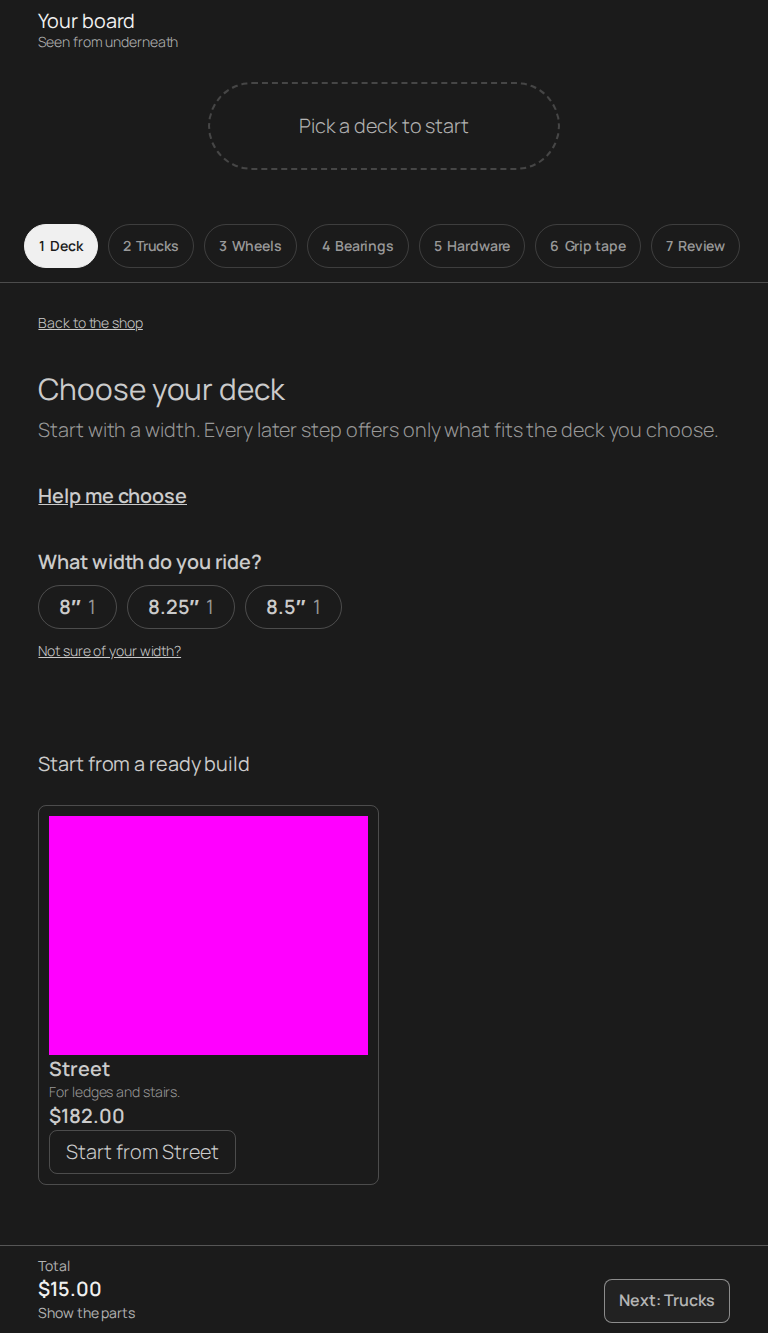 Your board
Seen from underneath
Pick a deck to start
1 Deck
2 Trucks
3 Wheels
4 Bearings
5 Hardware
6 Grip tape
7 Review
Back to the shop
Choose your deck
Start with a width. Every later step offers only what fits the deck you choose.
Help me choose
What width do you ride?
8″ 1
8.25″ 1
8.5″ 1
Not sure of your width?
Start from a ready build
Street
For ledges and stairs.
$182.00
Start from Street
Total
$15.00
Show the parts
Next: Trucks